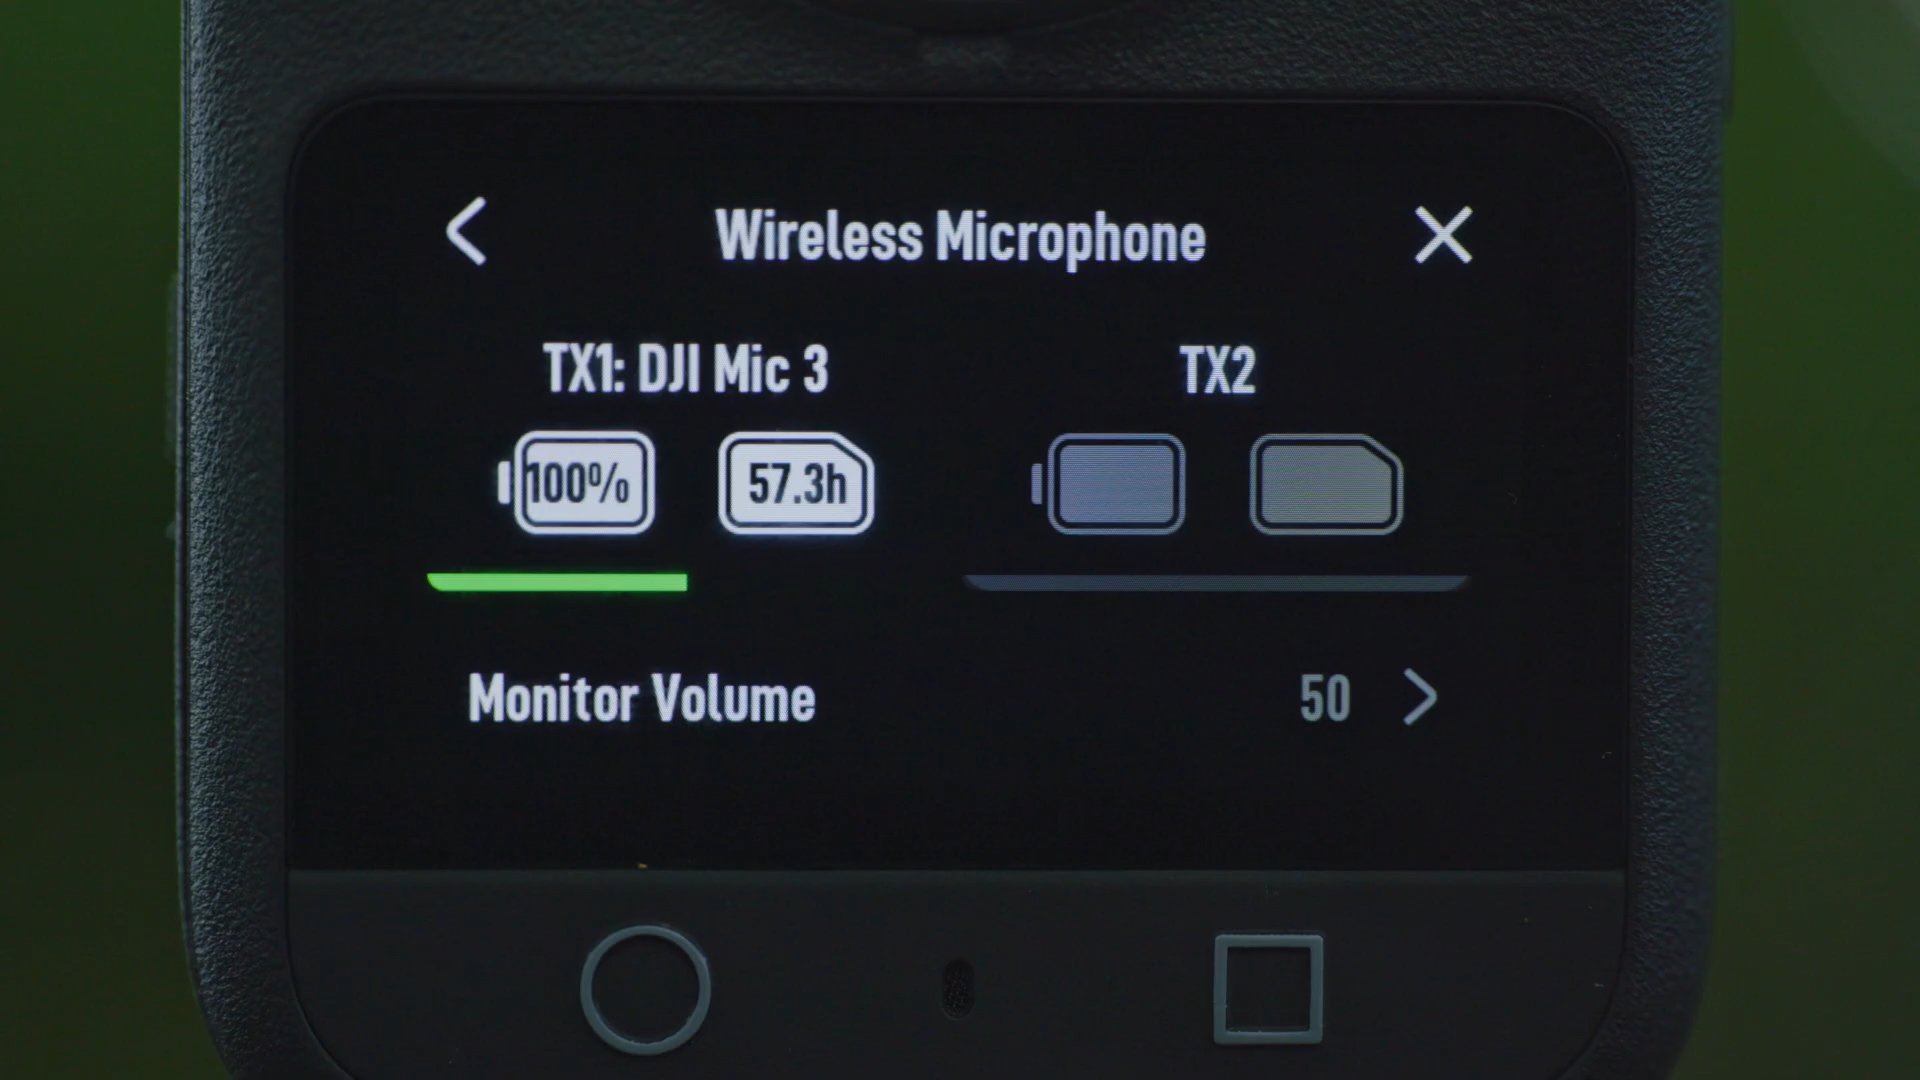 Wireless Microphone
TX1: DJI Mic 3
TX2
100%
57.3h
Monitor Volume
50